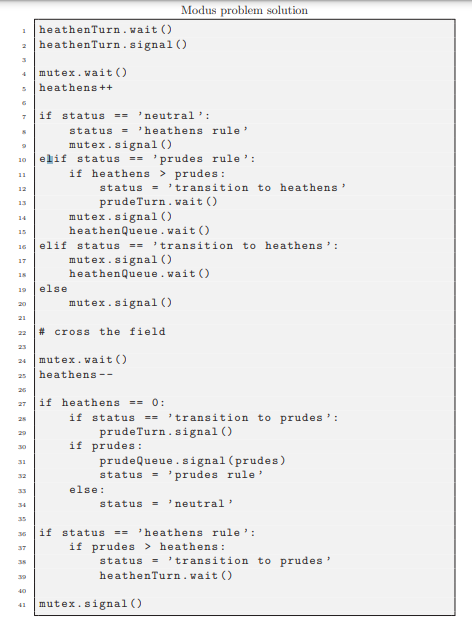 Modus problem solution
1 heathenTurn.wait()
2 heathenTurn.signal()
3
4 mutex.wait()
5 heathens++
6
7 if status == 'neutral':
8     status = 'heathens rule'
9     mutex.signal()
10 elif status == 'prudes rule':
11     if heathens > prudes:
12         status = 'transition to heathens'
13         prudeTurn.wait()
14     mutex.signal()
15     heathenQueue.wait()
16 elif status == 'transition to heathens':
17     mutex.signal()
18     heathenQueue.wait()
19 else
20     mutex.signal()
21
22 # cross the field
23
24 mutex.wait()
25 heathens--
26
27 if heathens == 0:
28     if status == 'transition to prudes':
29         prudeTurn.signal()
30     if prudes:
31         prudeQueue.signal(prudes)
32         status = 'prudes rule'
33     else:
34         status = 'neutral'
35
36 if status == 'heathens rule':
37     if prudes > heathens:
38         status = 'transition to prudes'
39         heathenTurn.wait()
40
41 mutex.signal()